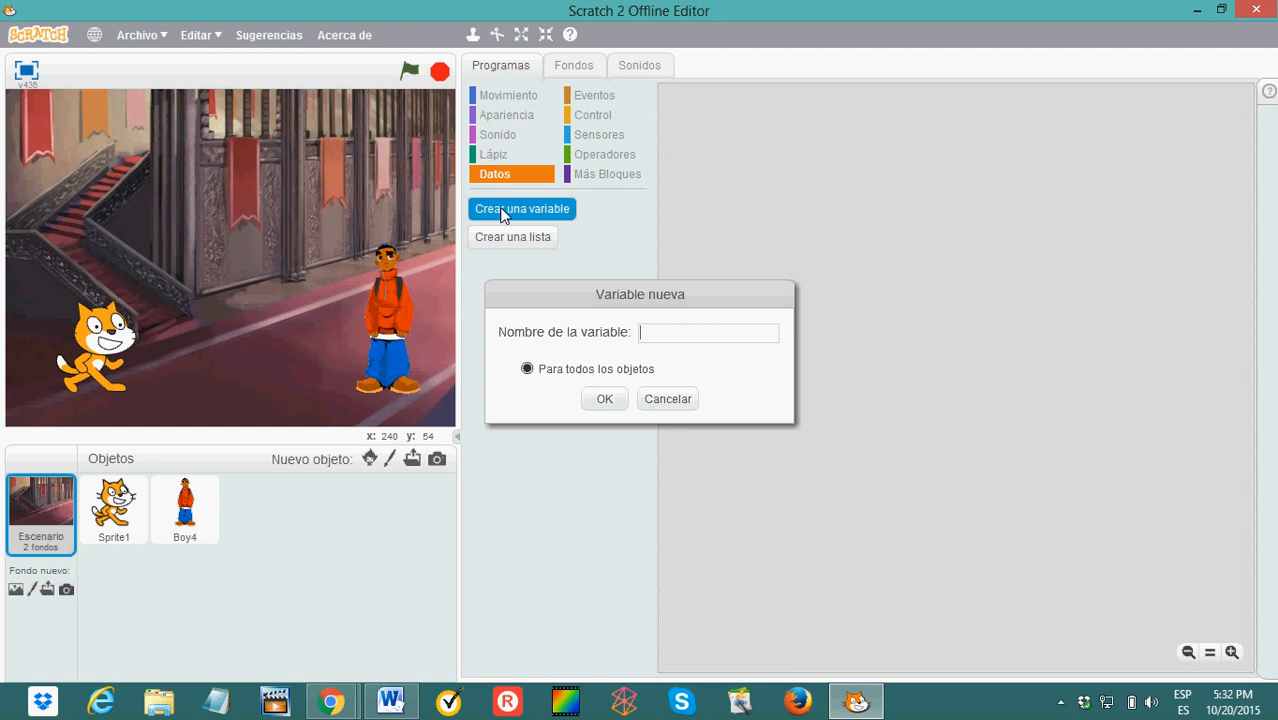 Scratch 2 Offline Editor
SCRATCH Archivo Editar Sugerencias Acerca de
v436
Programas Fondos Sonidos
Movimiento Eventos
Apariencia Control
Sonido Sensores
Lápiz Operadores
Datos Más Bloques
Crear una variable
Crear una lista
Variable nueva
Nombre de la variable:
Para todos los objetos
OK Cancelar
x: 240 y: 54
Objetos Nuevo objeto:
Escenario
2 fondos
Sprite1
Boy4
Fondo nuevo:
ESP
ES
5:32 PM
10/20/2015